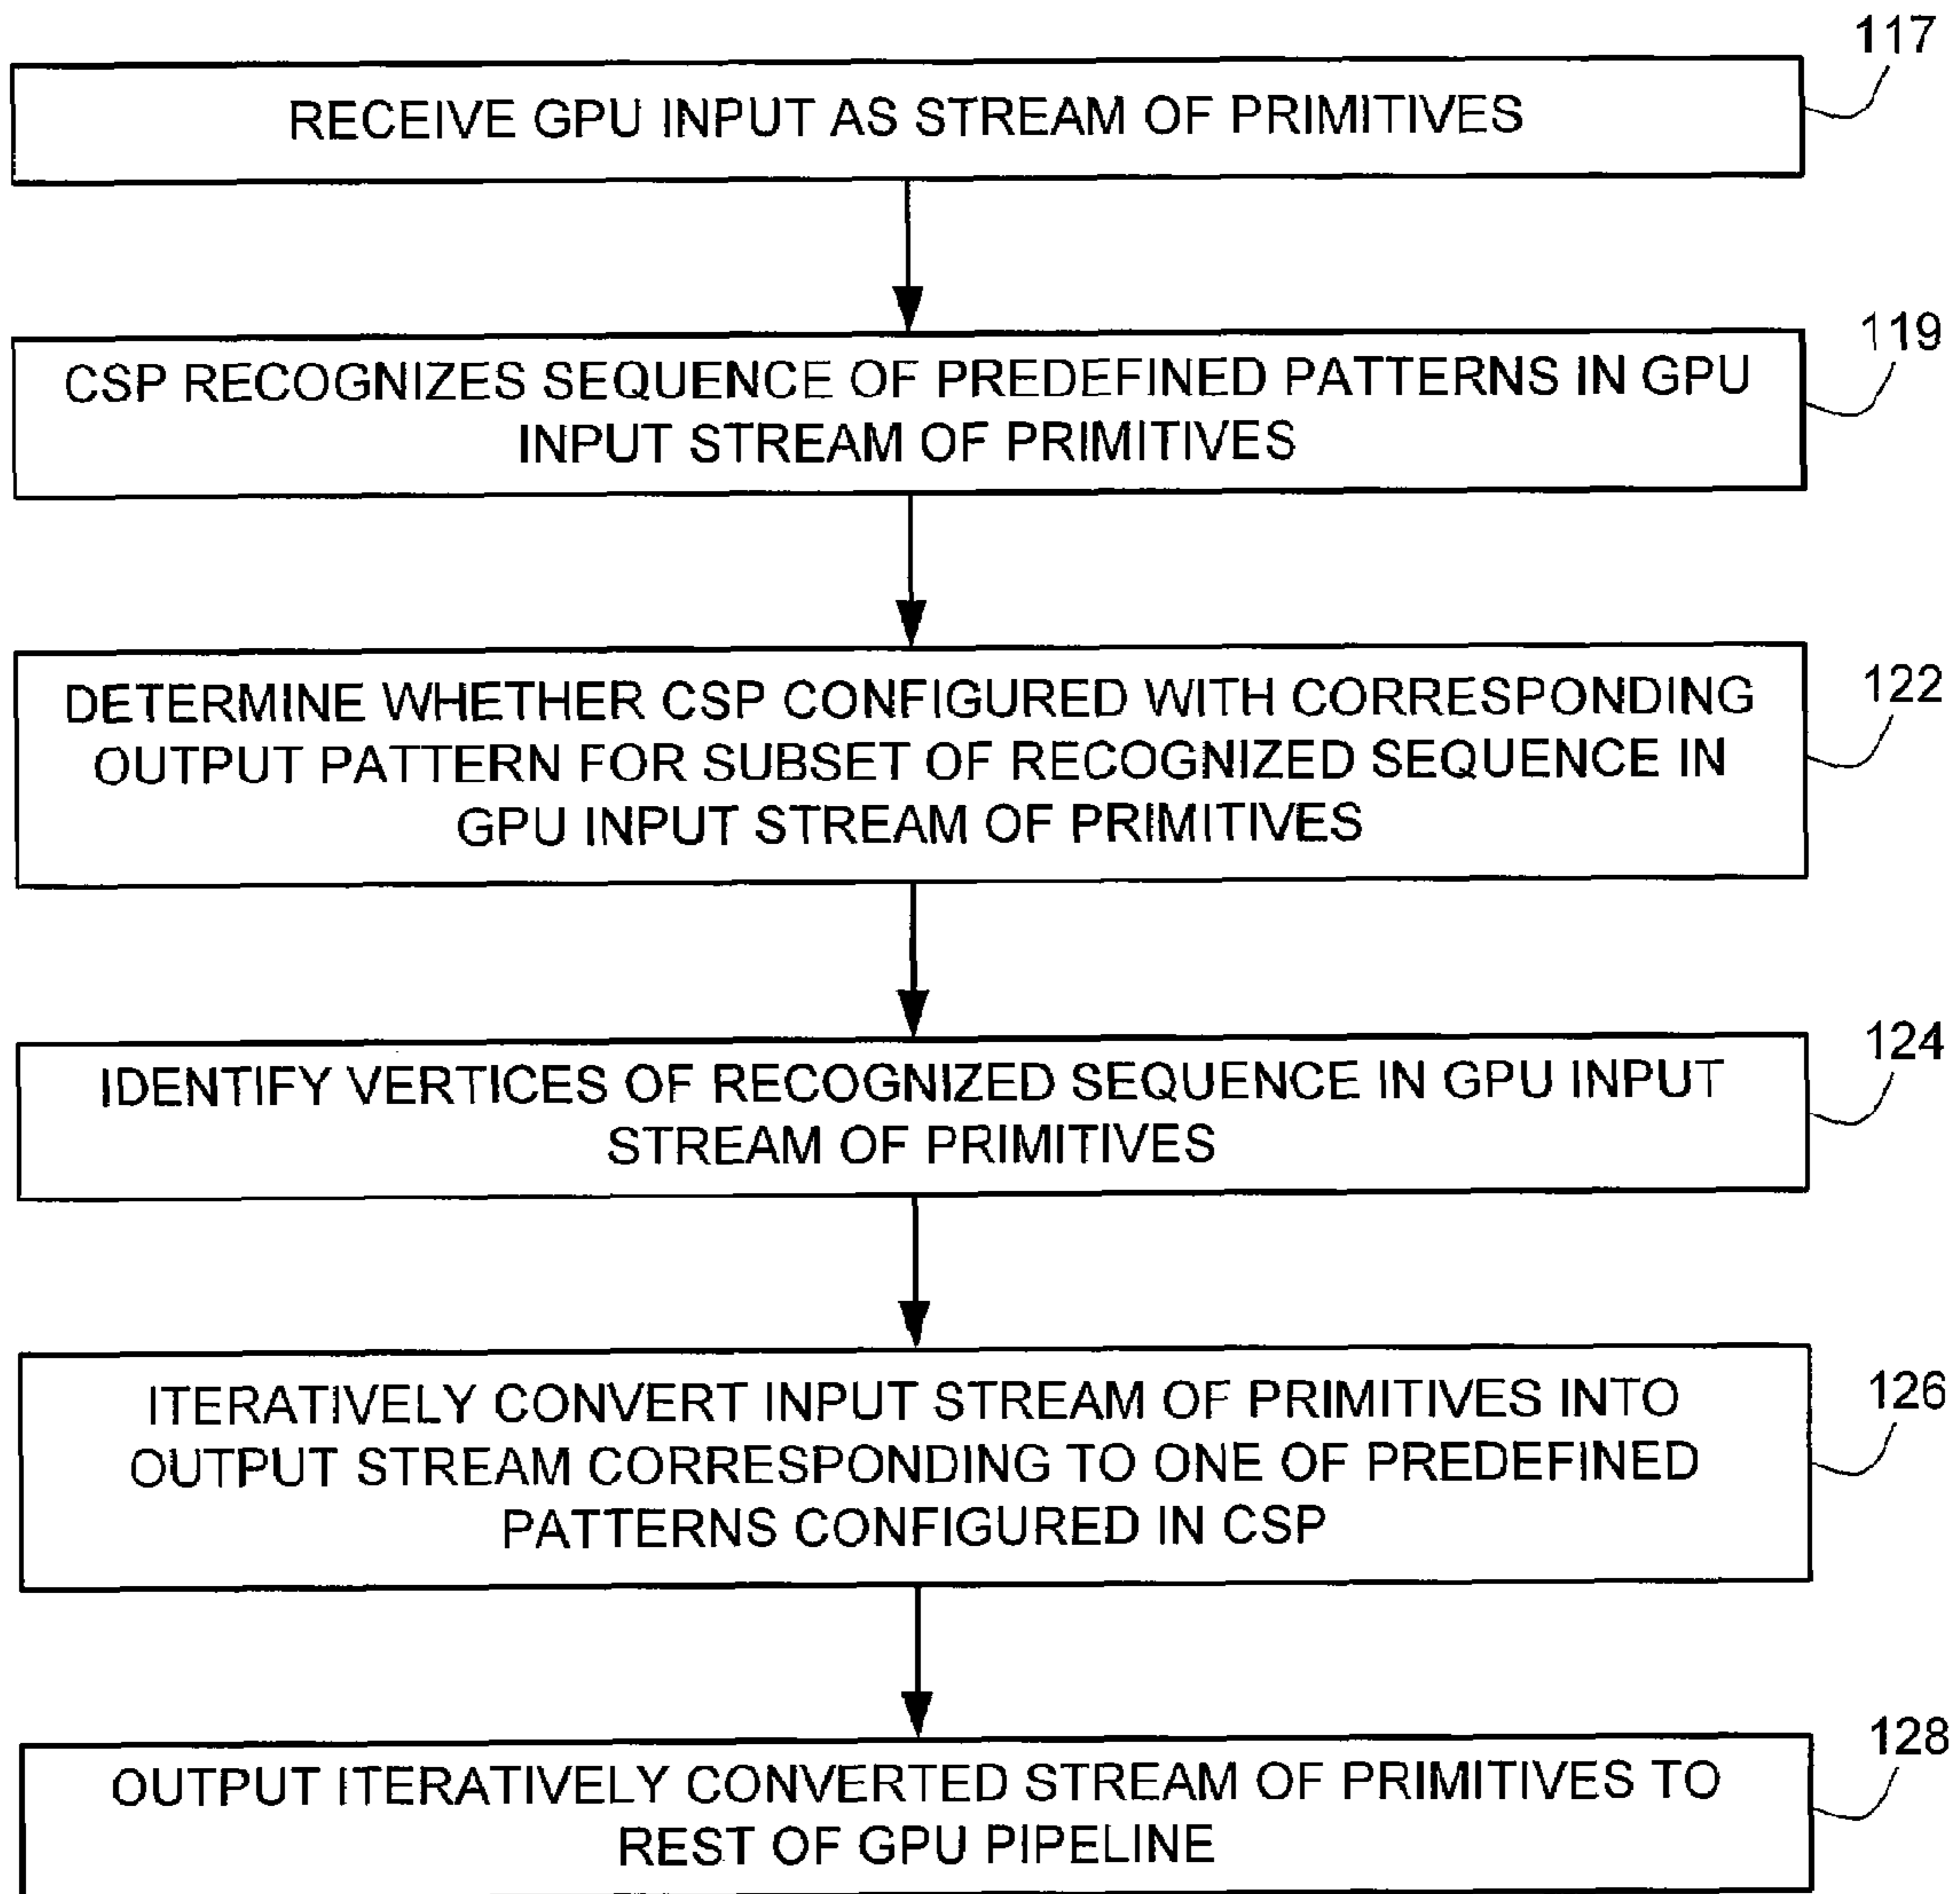 117
RECEIVE GPU INPUT AS STREAM OF PRIMITIVES
119
CSP RECOGNIZES SEQUENCE OF PREDEFINED PATTERNS IN GPU
INPUT STREAM OF PRIMITIVES
122
DETERMINE WHETHER CSP CONFIGURED WITH CORRESPONDING
OUTPUT PATTERN FOR SUBSET OF RECOGNIZED SEQUENCE IN
GPU INPUT STREAM OF PRIMITIVES
124
IDENTIFY VERTICES OF RECOGNIZED SEQUENCE IN GPU INPUT
STREAM OF PRIMITIVES
126
ITERATIVELY CONVERT INPUT STREAM OF PRIMITIVES INTO
OUTPUT STREAM CORRESPONDING TO ONE OF PREDEFINED
PATTERNS CONFIGURED IN CSP
128
OUTPUT ITERATIVELY CONVERTED STREAM OF PRIMITIVES TO
REST OF GPU PIPELINE